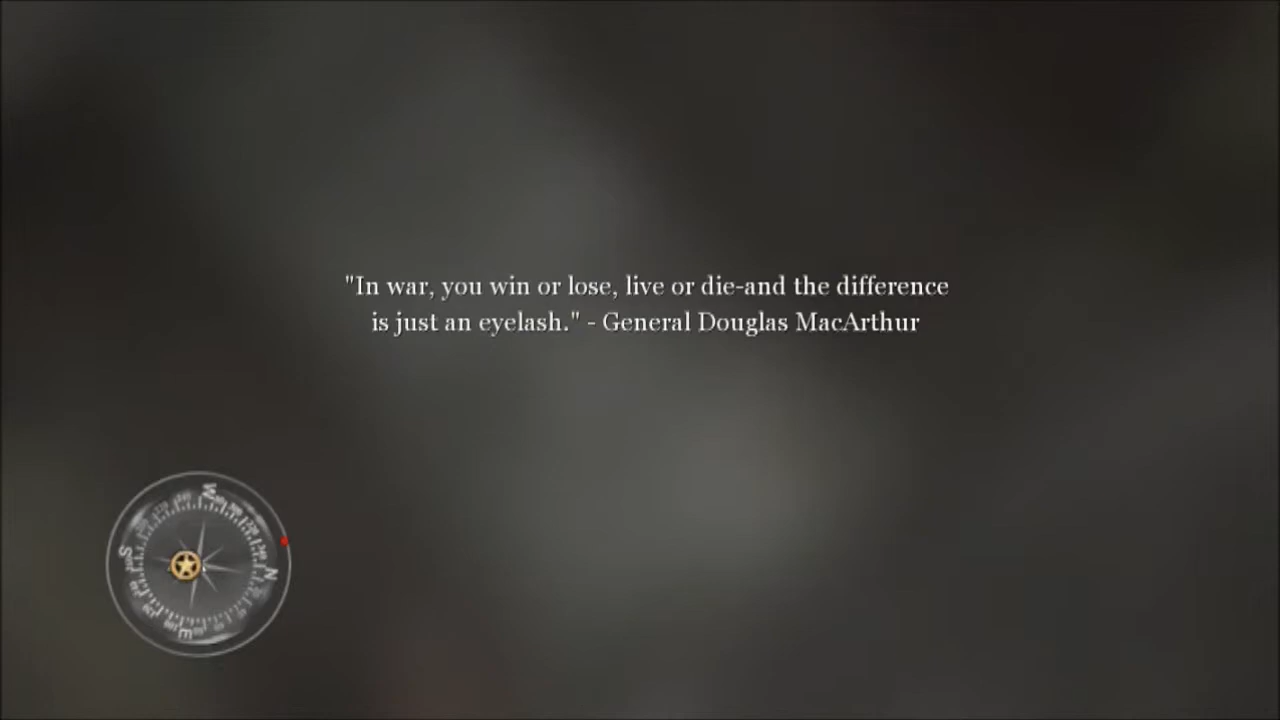 "In war, you win or lose, live or die-and the difference
is just an eyelash." - General Douglas MacArthur
W
S
N
E